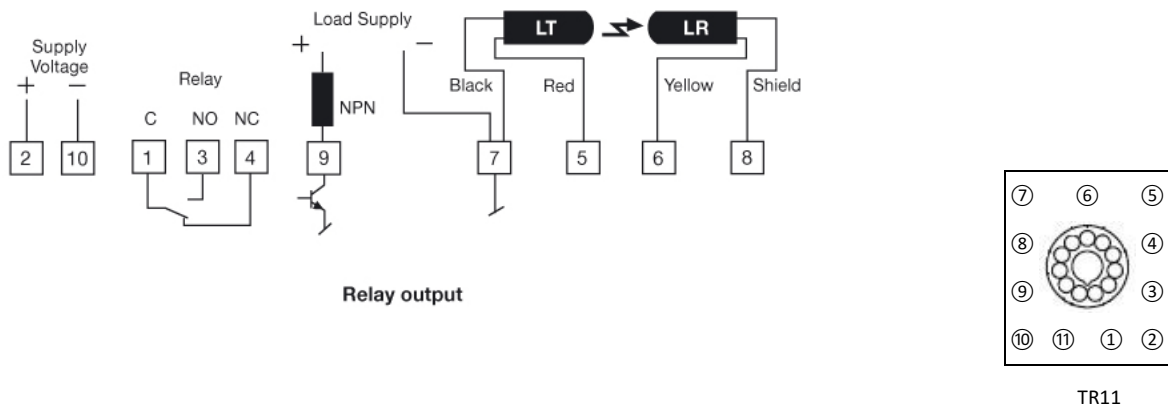 Load Supply
LT
LR
Supply
Voltage
+ −
+ −
Relay
Black
Red
Yellow
Shield
NPN
C NO NC
2
10
1
3
4
9
7
5
6
8
Relay output
⑦ ⑥ ⑤
⑧ ④
⑨ ③
⑩ ⑪ ① ②
TR11